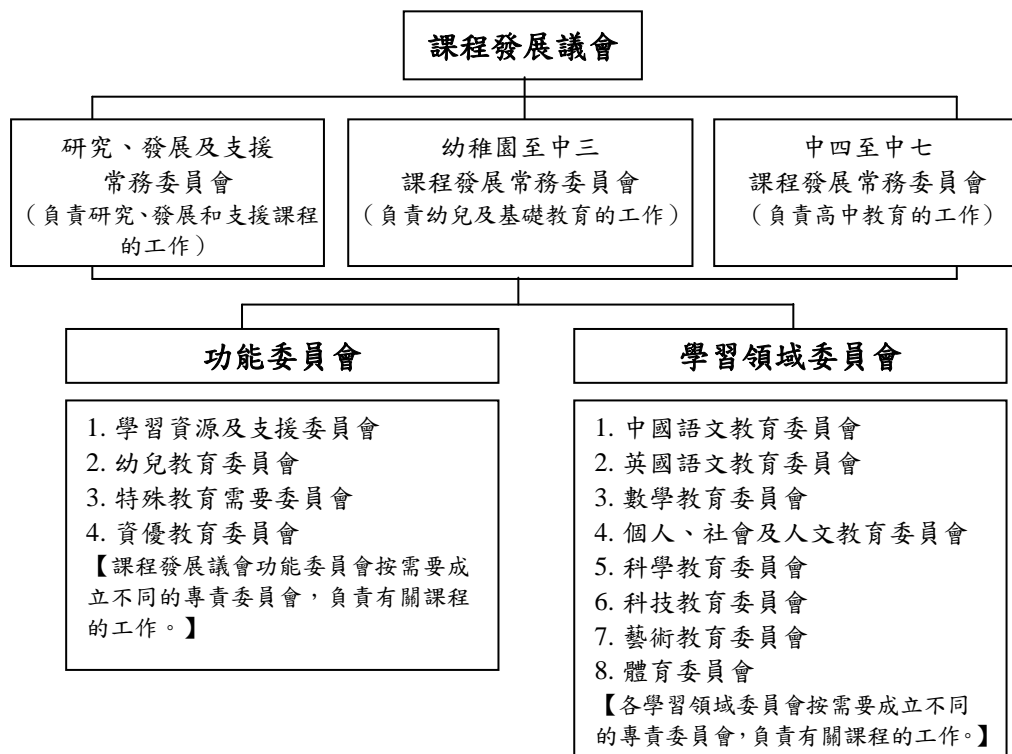 課程發展議會
研究、發展及支援
常務委員會
（負責研究、發展和支援課程
的工作）
幼稚園至中三
課程發展常務委員會
（負責幼兒及基礎教育的工作）
中四至中七
課程發展常務委員會
（負責高中教育的工作）
功能委員會
1. 學習資源及支援委員會
2. 幼兒教育委員會
3. 特殊教育需要委員會
4. 資優教育委員會
【課程發展議會功能委員會按需要成
立不同的專責委員會，負責有關課程
的工作。】
學習領域委員會
1. 中國語文教育委員會
2. 英國語文教育委員會
3. 數學教育委員會
4. 個人、社會及人文教育委員會
5. 科學教育委員會
6. 科技教育委員會
7. 藝術教育委員會
8. 體育委員會
【各學習領域委員會按需要成立不同
的專責委員會，負責有關課程的工作。】